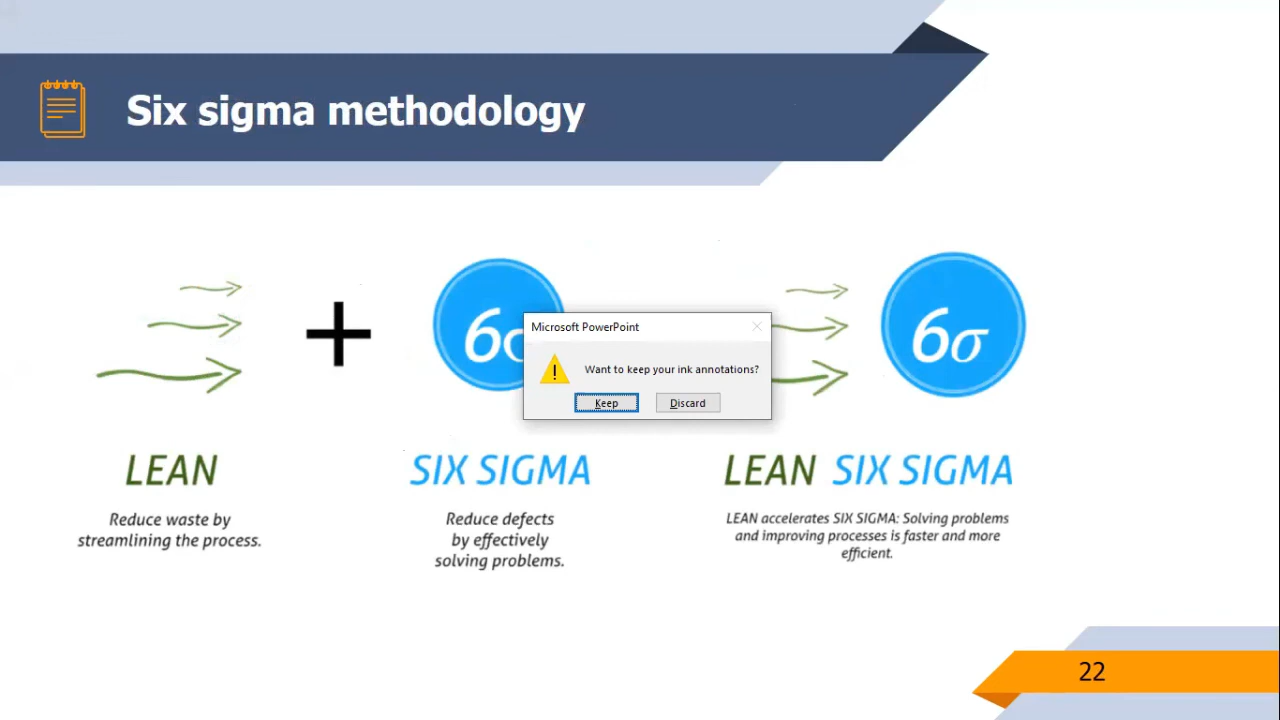 Six sigma methodology
6σ
6σ
Microsoft PowerPoint
Want to keep your ink annotations?
Keep
Discard
LEAN
Reduce waste by
streamlining the process.
SIX SIGMA
Reduce defects
by effectively
solving problems.
LEAN SIX SIGMA
LEAN accelerates SIX SIGMA: Solving problems
and improving processes is faster and more
efficient.
22